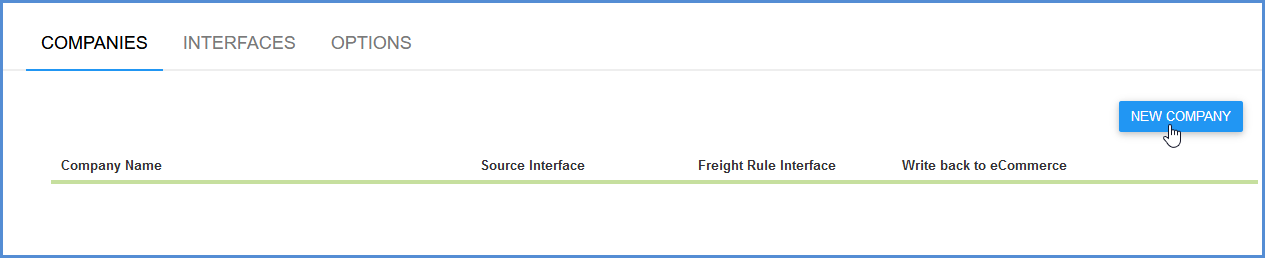 COMPANIES INTERFACES OPTIONS
NEW COMPANY
Company Name Source Interface Freight Rule Interface Write back to eCommerce